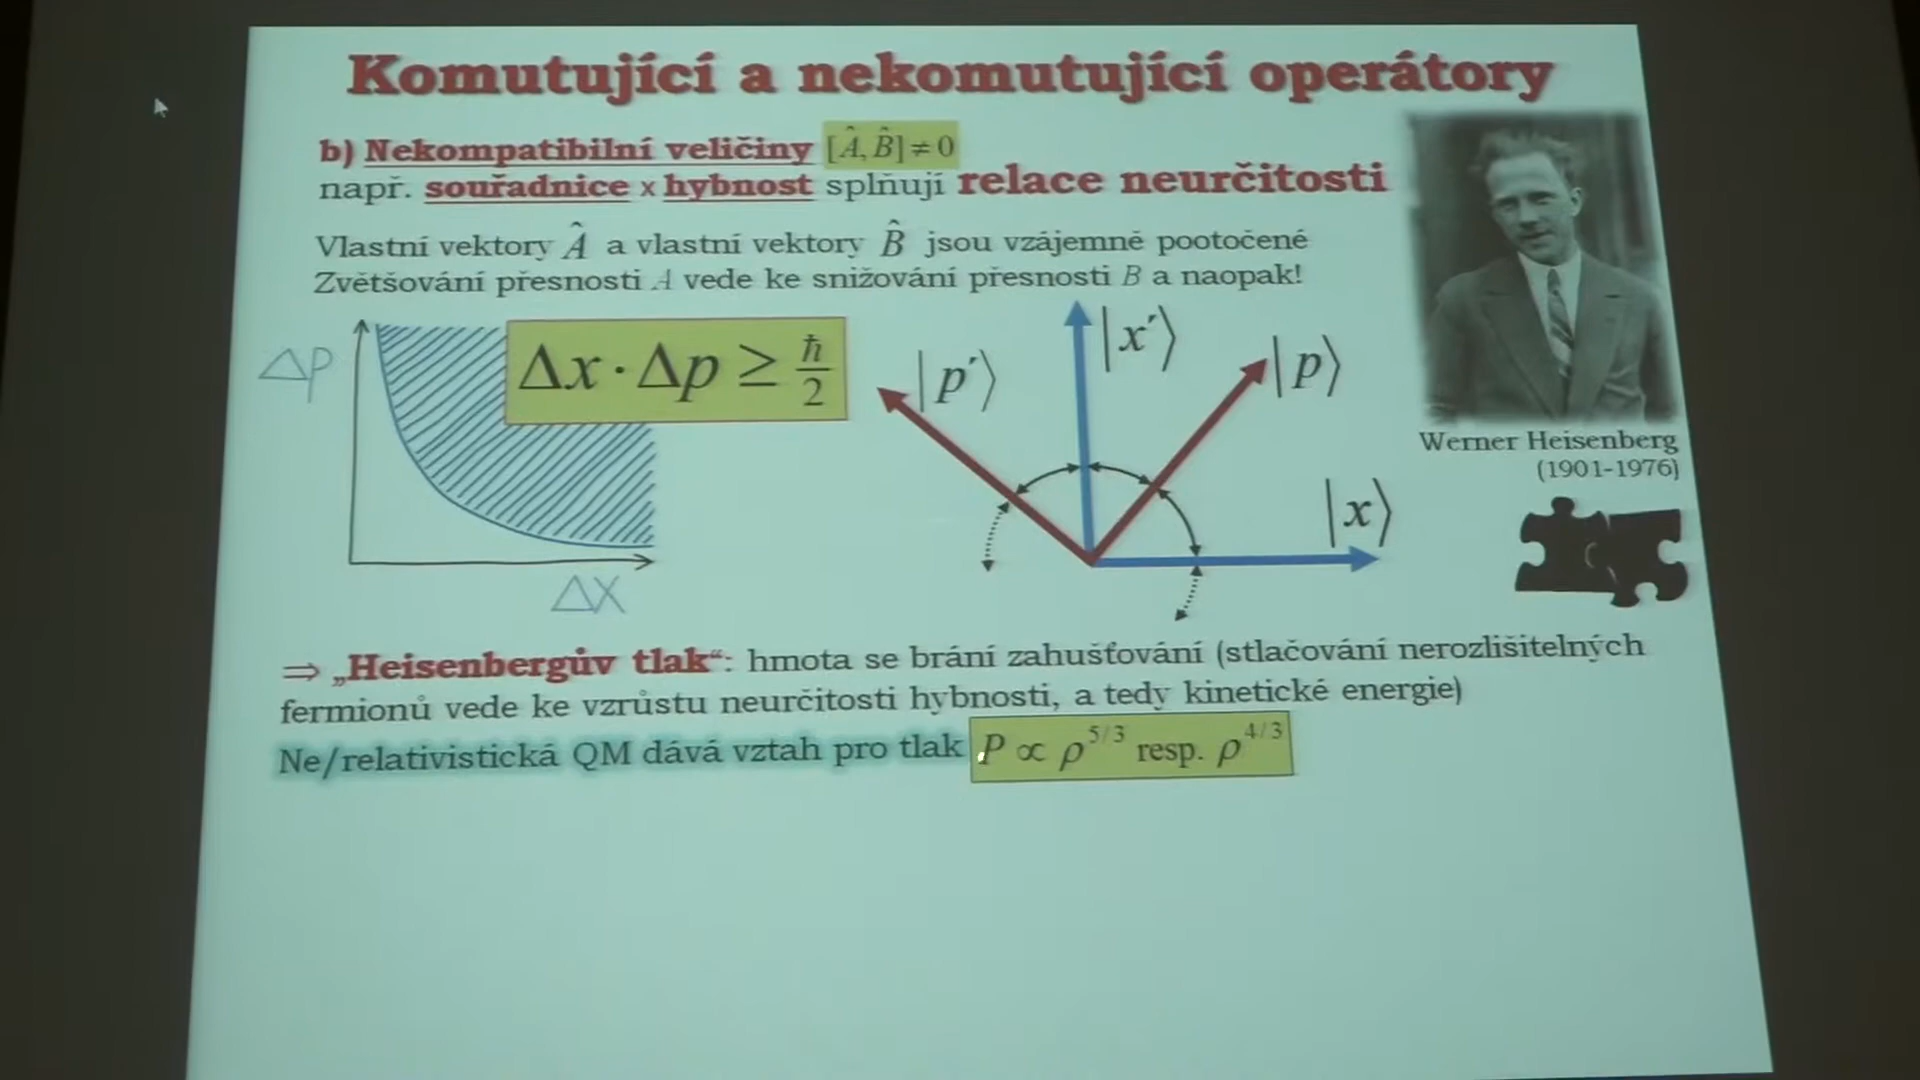 Komutující a nekomutující operátory
b) Nekompatibilní veličiny [Â, B̂] ≠ 0
např. souřadnice x hybnost splňují relace neurčitosti
Vlastní vektory Â a vlastní vektory B̂ jsou vzájemně pootočené
Zvětšování přesnosti A vede ke snižování přesnosti B a naopak!
Δp
Δx · Δp ≥ ħ/2
ΔX
|p´⟩
|x´⟩
|p⟩
|x⟩
Werner Heisenberg
(1901-1976)
⇒ „Heisenbergův tlak“: hmota se brání zahušťování (stlačování nerozlišitelných
fermionů vede ke vzrůstu neurčitosti hybnosti, a tedy kinetické energie)
Ne/relativistická QM dává vztah pro tlak P ∝ ρ^5/3 resp. ρ^4/3